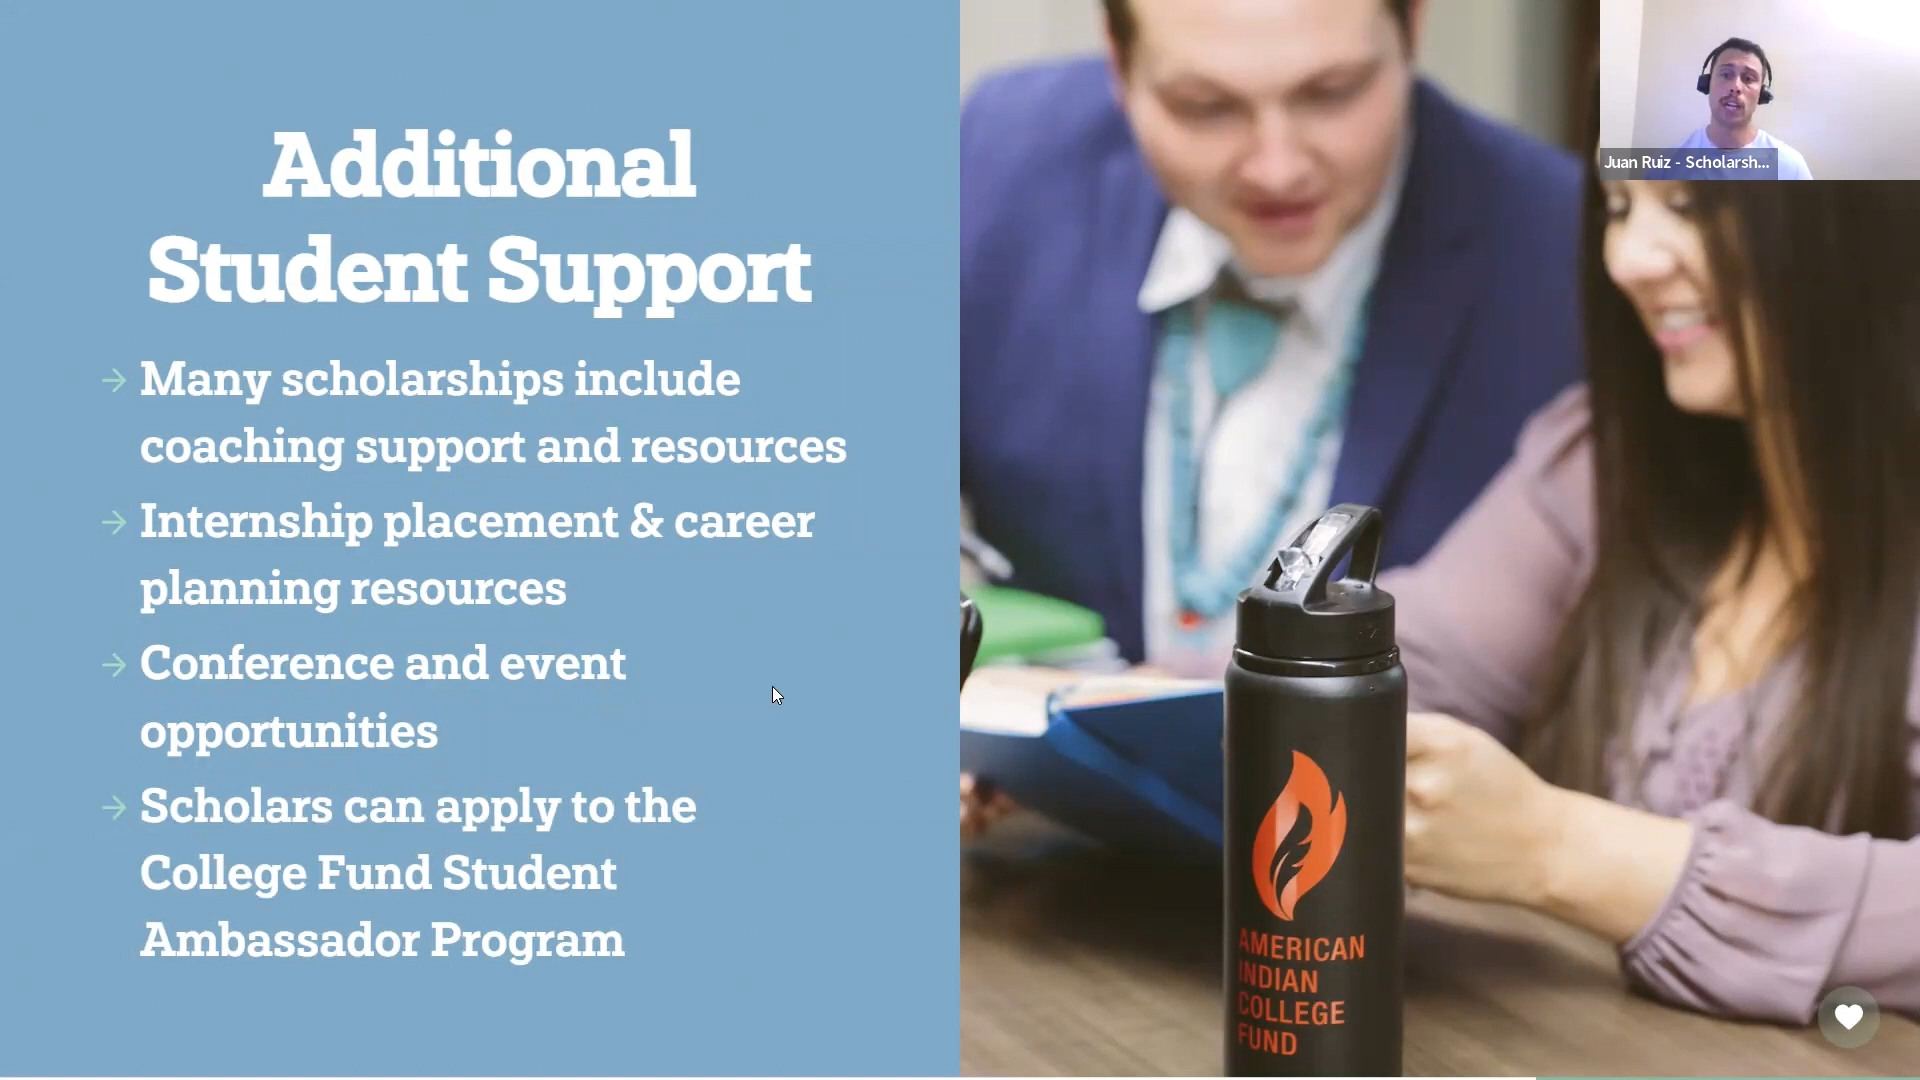 Additional
Student Support
→ Many scholarships include
coaching support and resources
→ Internship placement & career
planning resources
→ Conference and event
opportunities
→ Scholars can apply to the
College Fund Student
Ambassador Program
Juan Ruiz - Scholarsh...
AMERICAN
INDIAN
COLLEGE
FUND